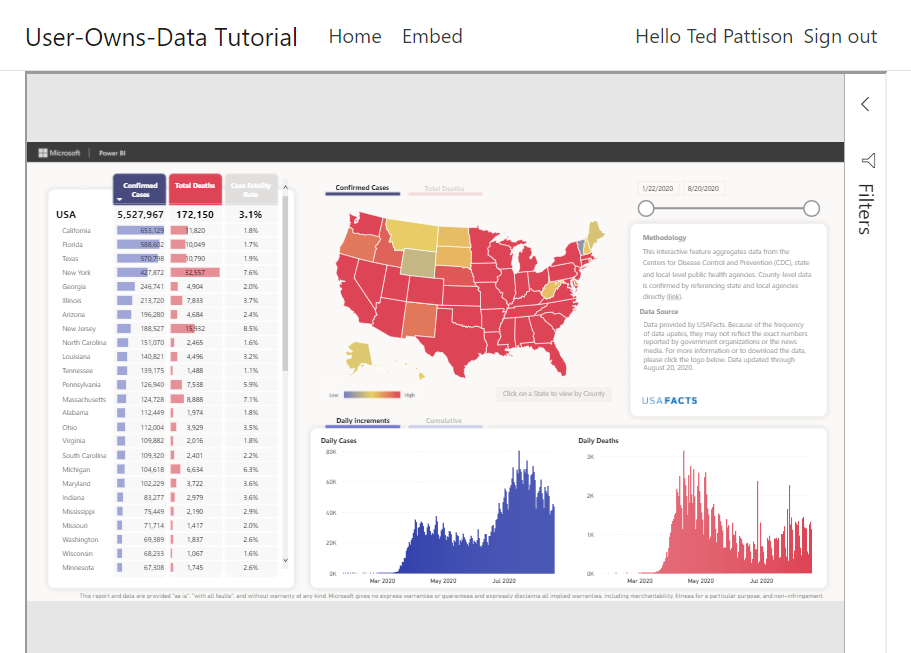 User-Owns-Data Tutorial Home Embed Hello Ted Pattison Sign out
Microsoft | Power BI
Filters
Confirmed Cases Total Deaths Case Fatality Rate
USA 5,527,967 172,150 3.1%
California 653,129 11,820 1.8%
Florida 588,602 10,049 1.7%
Texas 570,798 10,790 1.9%
New York 427,872 32,557 7.6%
Georgia 246,741 4,904 2.0%
Illinois 213,720 7,833 3.7%
Arizona 196,280 4,684 2.4%
New Jersey 188,527 15,932 8.5%
North Carolina 151,070 2,465 1.6%
Louisiana 140,821 4,496 3.2%
Tennessee 139,175 1,488 1.1%
Pennsylvania 126,940 7,538 5.9%
Massachusetts 124,728 8,888 7.1%
Alabama 112,449 1,974 1.8%
Ohio 112,004 3,929 3.5%
Virginia 109,882 2,016 1.8%
South Carolina 109,320 2,401 2.2%
Michigan 104,618 6,634 6.3%
Maryland 102,229 3,722 3.6%
Indiana 83,277 2,979 3.6%
Mississippi 75,449 2,190 2.9%
Missouri 71,714 1,417 2.0%
Washington 69,389 1,837 2.6%
Wisconsin 68,233 1,067 1.6%
Minnesota 67,308 1,745 2.6%
Confirmed Cases Total Deaths
Low High
Click on a State to view by County
1/22/2020 8/20/2020
Methodology
This interactive feature aggregates data from the
Centers for Disease Control and Prevention (CDC), state
and local-level public health agencies. County-level data
is confirmed by referencing state and local agencies
directly (link).
Data Source
Data provided by USAFacts. Because of the frequency
of data upates, they may not reflect the exact numbers
reported by government organizations or the news
media. For more information or to download the data,
please click the logo below. Data updated through
August 20, 2020.
USAFACTS
Daily Increments Cumulative
Daily Cases
80K
60K
40K
20K
0K
Mar 2020 May 2020 Jul 2020
Daily Deaths
3K
2K
1K
0K
Mar 2020 May 2020 Jul 2020
This report and data are provided "as is", "with all faults", and without warranty of any kind. Microsoft gives no express warranties or guarantees and expressly disclaims all implied warranties, including merchantability, fitness for a particular purpose, and non-infringement.